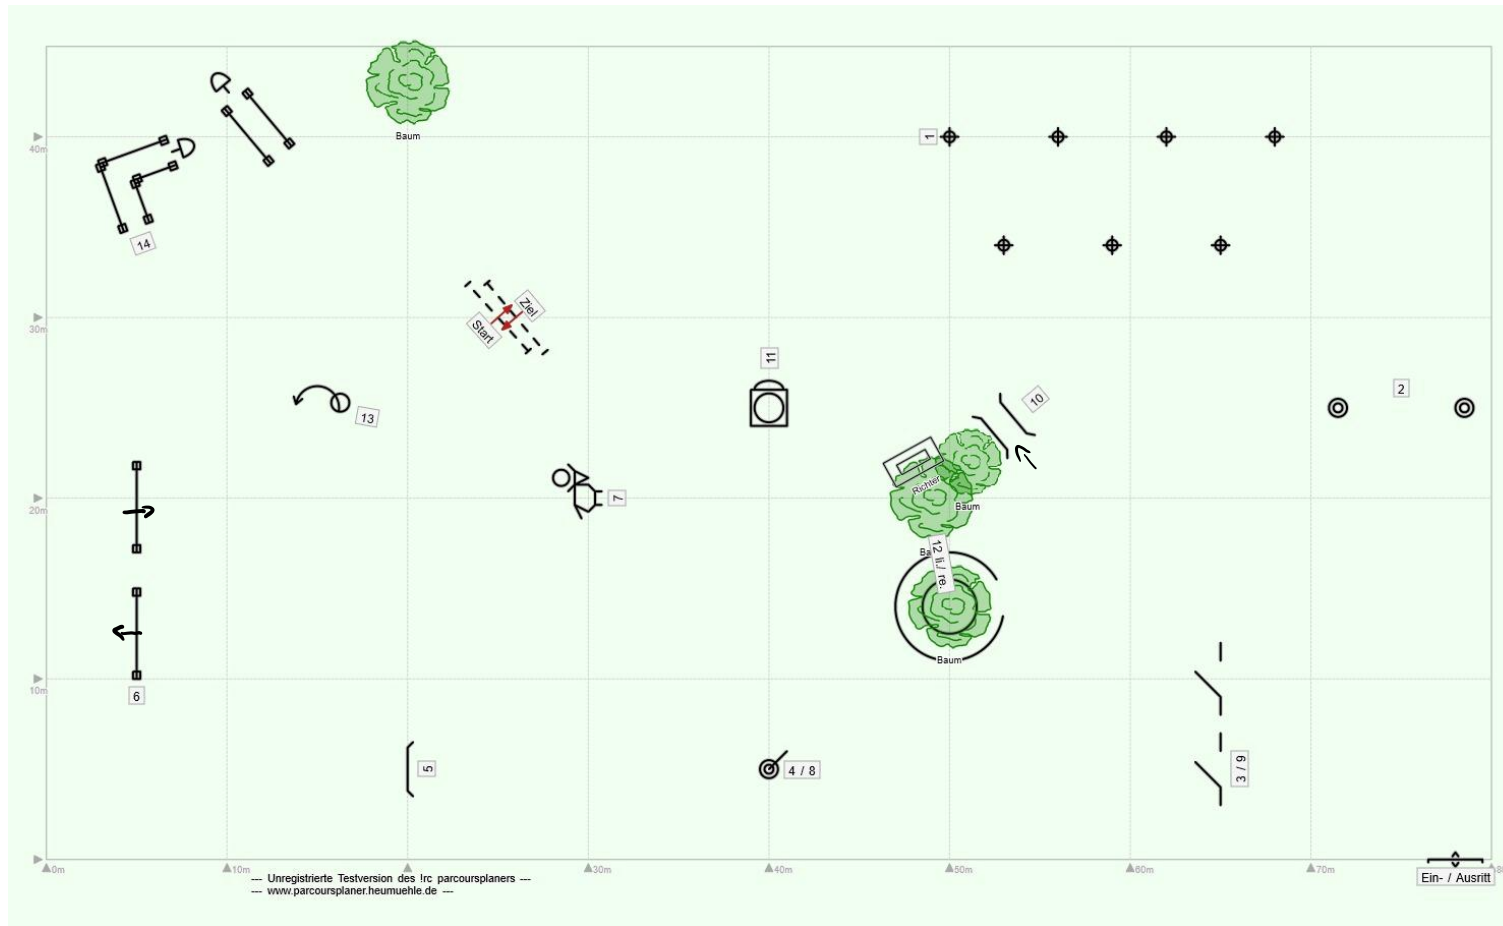 Baum
1
40m
14
Ziel
Start
30m
11
2
10
13
Richter
7
Baum
20m
Ba
12 li./ re.
Baum
10m
6
5
4 / 8
3 / 9
0m
10m
30m
40m
50m
60m
70m
Ein- / Ausritt
--- Unregistrierte Testversion des !rc parcoursplaners ---
--- www.parcoursplaner.heumuehle.de ---